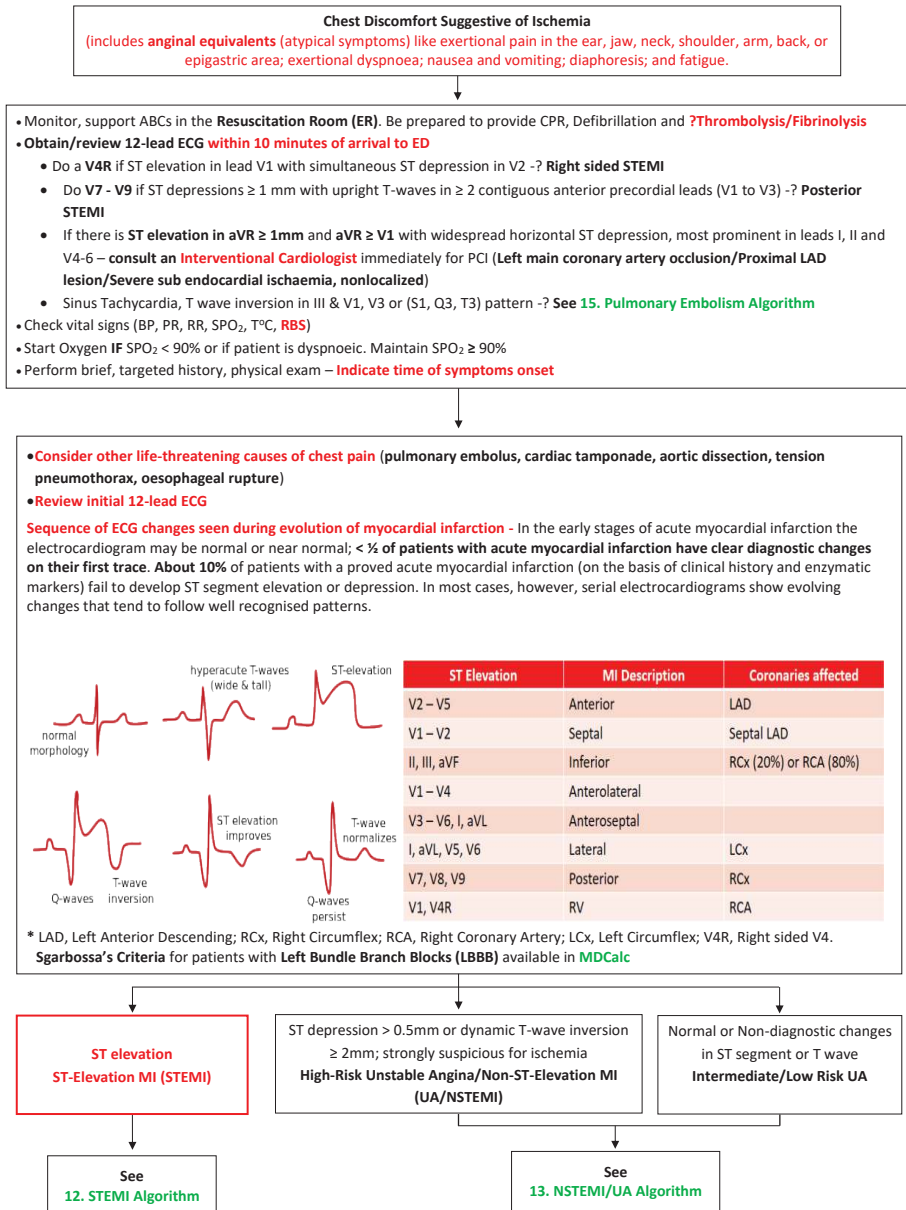 Chest Discomfort Suggestive of Ischemia
(includes anginal equivalents (atypical symptoms) like exertional pain in the ear, jaw, neck, shoulder, arm, back, or
epigastric area; exertional dyspnoea; nausea and vomiting; diaphoresis; and fatigue.
• Monitor, support ABCs in the Resuscitation Room (ER). Be prepared to provide CPR, Defibrillation and ?Thrombolysis/Fibrinolysis
• Obtain/review 12-lead ECG within 10 minutes of arrival to ED
• Do a V4R if ST elevation in lead V1 with simultaneous ST depression in V2 -? Right sided STEMI
• Do V7 - V9 if ST depressions ≥ 1 mm with upright T-waves in ≥ 2 contiguous anterior precordial leads (V1 to V3) -? Posterior
STEMI
• If there is ST elevation in aVR ≥ 1mm and aVR ≥ V1 with widespread horizontal ST depression, most prominent in leads I, II and
V4-6 – consult an Interventional Cardiologist immediately for PCI (Left main coronary artery occlusion/Proximal LAD
lesion/Severe sub endocardial ischaemia, nonlocalized)
• Sinus Tachycardia, T wave inversion in III & V1, V3 or (S1, Q3, T3) pattern -? See 15. Pulmonary Embolism Algorithm
• Check vital signs (BP, PR, RR, SPO₂, T°C, RBS)
• Start Oxygen IF SPO₂ < 90% or if patient is dyspnoeic. Maintain SPO₂ ≥ 90%
• Perform brief, targeted history, physical exam – Indicate time of symptoms onset
• Consider other life-threatening causes of chest pain (pulmonary embolus, cardiac tamponade, aortic dissection, tension
pneumothorax, oesophageal rupture)
• Review initial 12-lead ECG
Sequence of ECG changes seen during evolution of myocardial infarction - In the early stages of acute myocardial infarction the
electrocardiogram may be normal or near normal; < ½ of patients with acute myocardial infarction have clear diagnostic changes
on their first trace. About 10% of patients with a proved acute myocardial infarction (on the basis of clinical history and enzymatic
markers) fail to develop ST segment elevation or depression. In most cases, however, serial electrocardiograms show evolving
changes that tend to follow well recognised patterns.
normal
morphology
hyperacute T-waves
(wide & tall)
ST-elevation
Q-waves
T-wave
inversion
ST elevation
improves
T-wave
normalizes
Q-waves
persist
ST Elevation MI Description Coronaries affected
V2 – V5 Anterior LAD
V1 – V2 Septal Septal LAD
II, III, aVF Inferior RCx (20%) or RCA (80%)
V1 – V4 Anterolateral
V3 – V6, I, aVL Anteroseptal
I, aVL, V5, V6 Lateral LCx
V7, V8, V9 Posterior RCx
V1, V4R RV RCA
* LAD, Left Anterior Descending; RCx, Right Circumflex; RCA, Right Coronary Artery; LCx, Left Circumflex; V4R, Right sided V4.
Sgarbossa's Criteria for patients with Left Bundle Branch Blocks (LBBB) available in MDCalc
ST elevation
ST-Elevation MI (STEMI)
ST depression > 0.5mm or dynamic T-wave inversion
≥ 2mm; strongly suspicious for ischemia
High-Risk Unstable Angina/Non-ST-Elevation MI
(UA/NSTEMI)
Normal or Non-diagnostic changes
in ST segment or T wave
Intermediate/Low Risk UA
See
12. STEMI Algorithm
See
13. NSTEMI/UA Algorithm